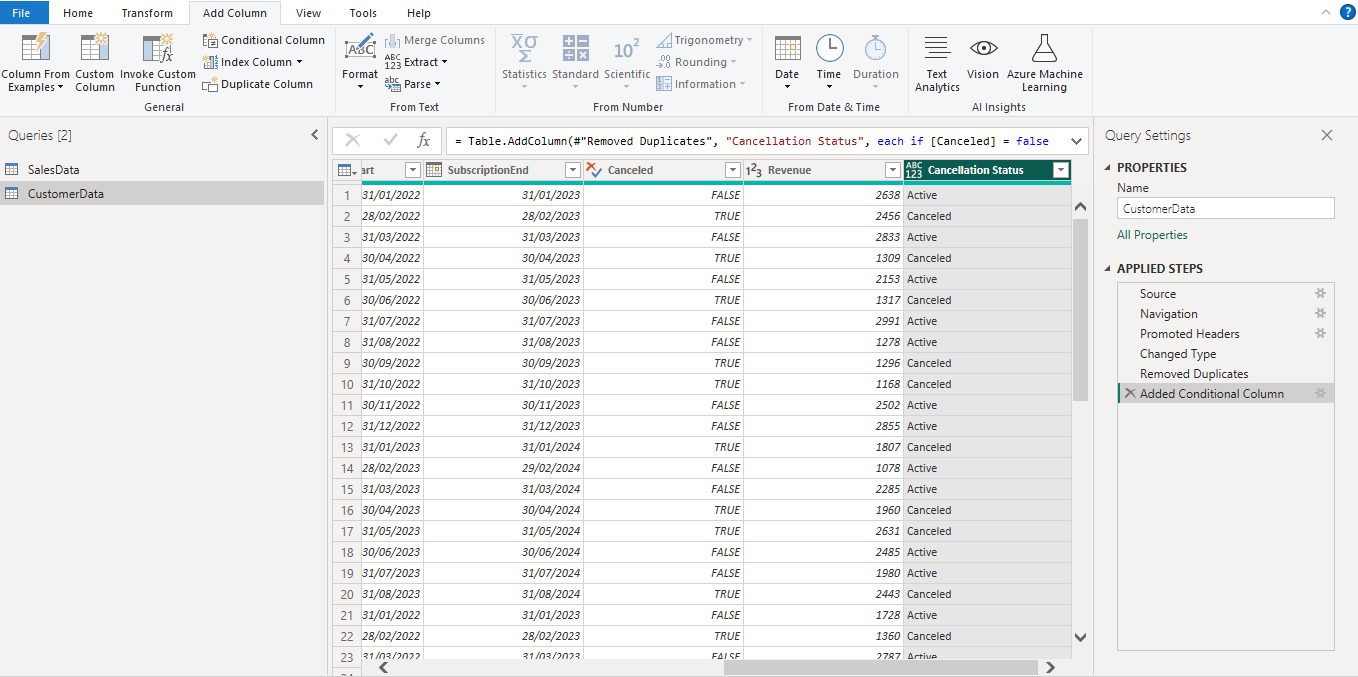 File Home Transform Add Column View Tools Help
Column From Examples
Custom Column
Invoke Custom Function
Conditional Column
Index Column
Duplicate Column
General
ABC
Format
Merge Columns
ABC 123 Extract
abc Parse
From Text
Statistics
Standard
10² Scientific
Trigonometry
.00 Rounding
Information
From Number
Date
Time
Duration
From Date & Time
Text Analytics
Vision
Azure Machine Learning
AI Insights
Queries [2]
SalesData
CustomerData
fx = Table.AddColumn(#"Removed Duplicates", "Cancellation Status", each if [Canceled] = false
art SubscriptionEnd Canceled 1²3 Revenue ABC 123 Cancellation Status
1 31/01/2022 31/01/2023 FALSE 2638 Active
2 28/02/2022 28/02/2023 TRUE 2456 Canceled
3 31/03/2022 31/03/2023 FALSE 2833 Active
4 30/04/2022 30/04/2023 TRUE 1309 Canceled
5 31/05/2022 31/05/2023 FALSE 2153 Active
6 30/06/2022 30/06/2023 TRUE 1317 Canceled
7 31/07/2022 31/07/2023 FALSE 2991 Active
8 31/08/2022 31/08/2023 FALSE 1278 Active
9 30/09/2022 30/09/2023 TRUE 1296 Canceled
10 31/10/2022 31/10/2023 TRUE 1168 Canceled
11 30/11/2022 30/11/2023 FALSE 2502 Active
12 31/12/2022 31/12/2023 FALSE 2855 Active
13 31/01/2023 31/01/2024 TRUE 1807 Canceled
14 28/02/2023 29/02/2024 FALSE 1078 Active
15 31/03/2023 31/03/2024 FALSE 2285 Active
16 30/04/2023 30/04/2024 TRUE 1960 Canceled
17 31/05/2023 31/05/2024 TRUE 2631 Canceled
18 30/06/2023 30/06/2024 FALSE 2485 Active
19 31/07/2023 31/07/2024 FALSE 1980 Active
20 31/08/2023 31/08/2024 TRUE 2443 Canceled
21 31/01/2022 31/01/2023 FALSE 1728 Active
22 28/02/2022 28/02/2023 TRUE 1360 Canceled
23 31/03/2022 31/03/2023 FALSE 2787 Active
Query Settings
PROPERTIES
Name
CustomerData
All Properties
APPLIED STEPS
Source
Navigation
Promoted Headers
Changed Type
Removed Duplicates
Added Conditional Column